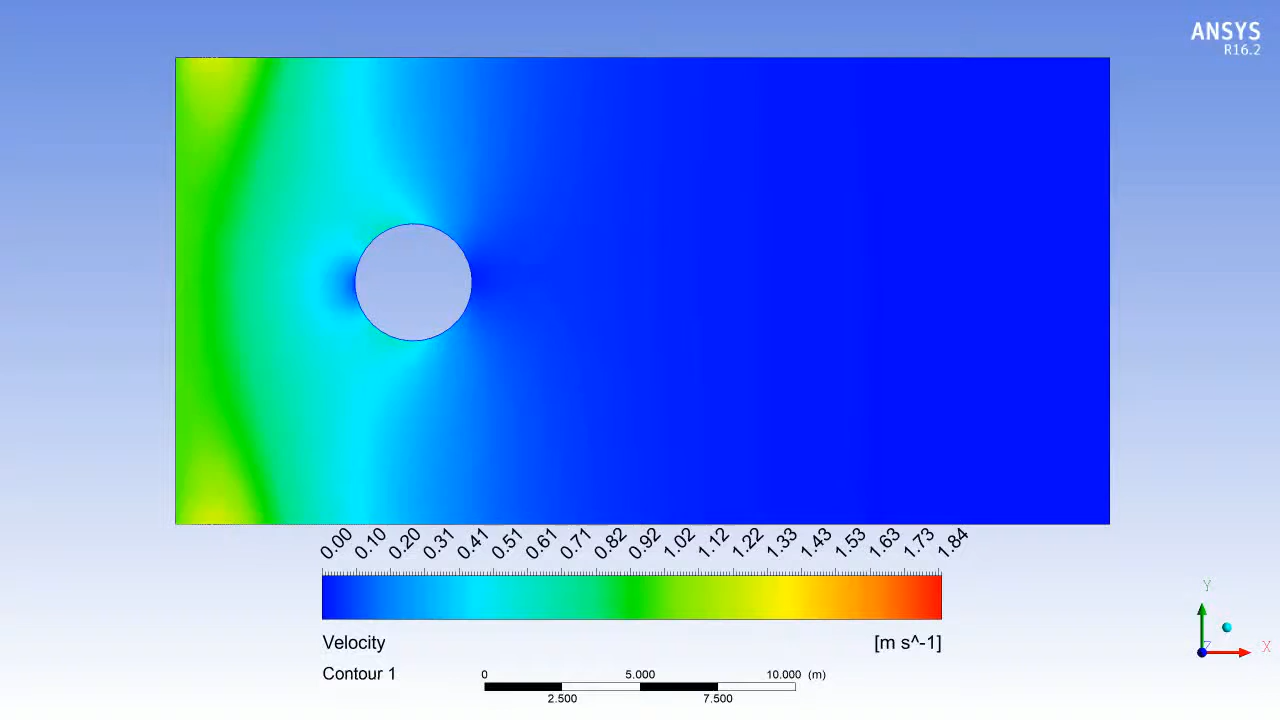 ANSYS
R16.2
0.00 0.10 0.20 0.31 0.41 0.51 0.61 0.71 0.82 0.92 1.02 1.12 1.22 1.33 1.43 1.53 1.63 1.73 1.84
Velocity [m s^-1]
Contour 1
0 5.000 10.000 (m)
2.500 7.500
Y
Z X